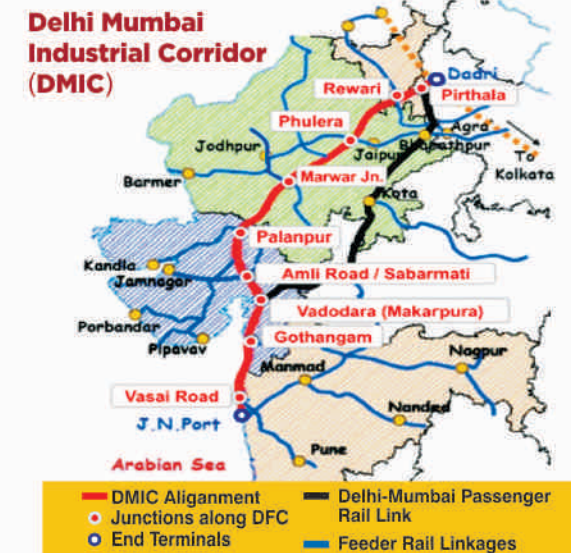 Delhi Mumbai
Industrial Corridor
(DMIC)
Dadri
Rewari
Pirthala
Phulera
Agra
Jodhpur
Jaipur
Bharathpur
To
Kolkata
Barmer
Marwar Jn.
Kota
Palanpur
Kandla
Amli Road / Sabarmati
Jamnagar
Vadodara (Makarpura)
Porbandar
Gothangam
Pipavav
Manmad
Nagpur
Vasai Road
Nanded
J.N.Port
Pune
Arabian Sea
DMIC Aliganment
Junctions along DFC
End Terminals
Delhi-Mumbai Passenger
Rail Link
Feeder Rail Linkages